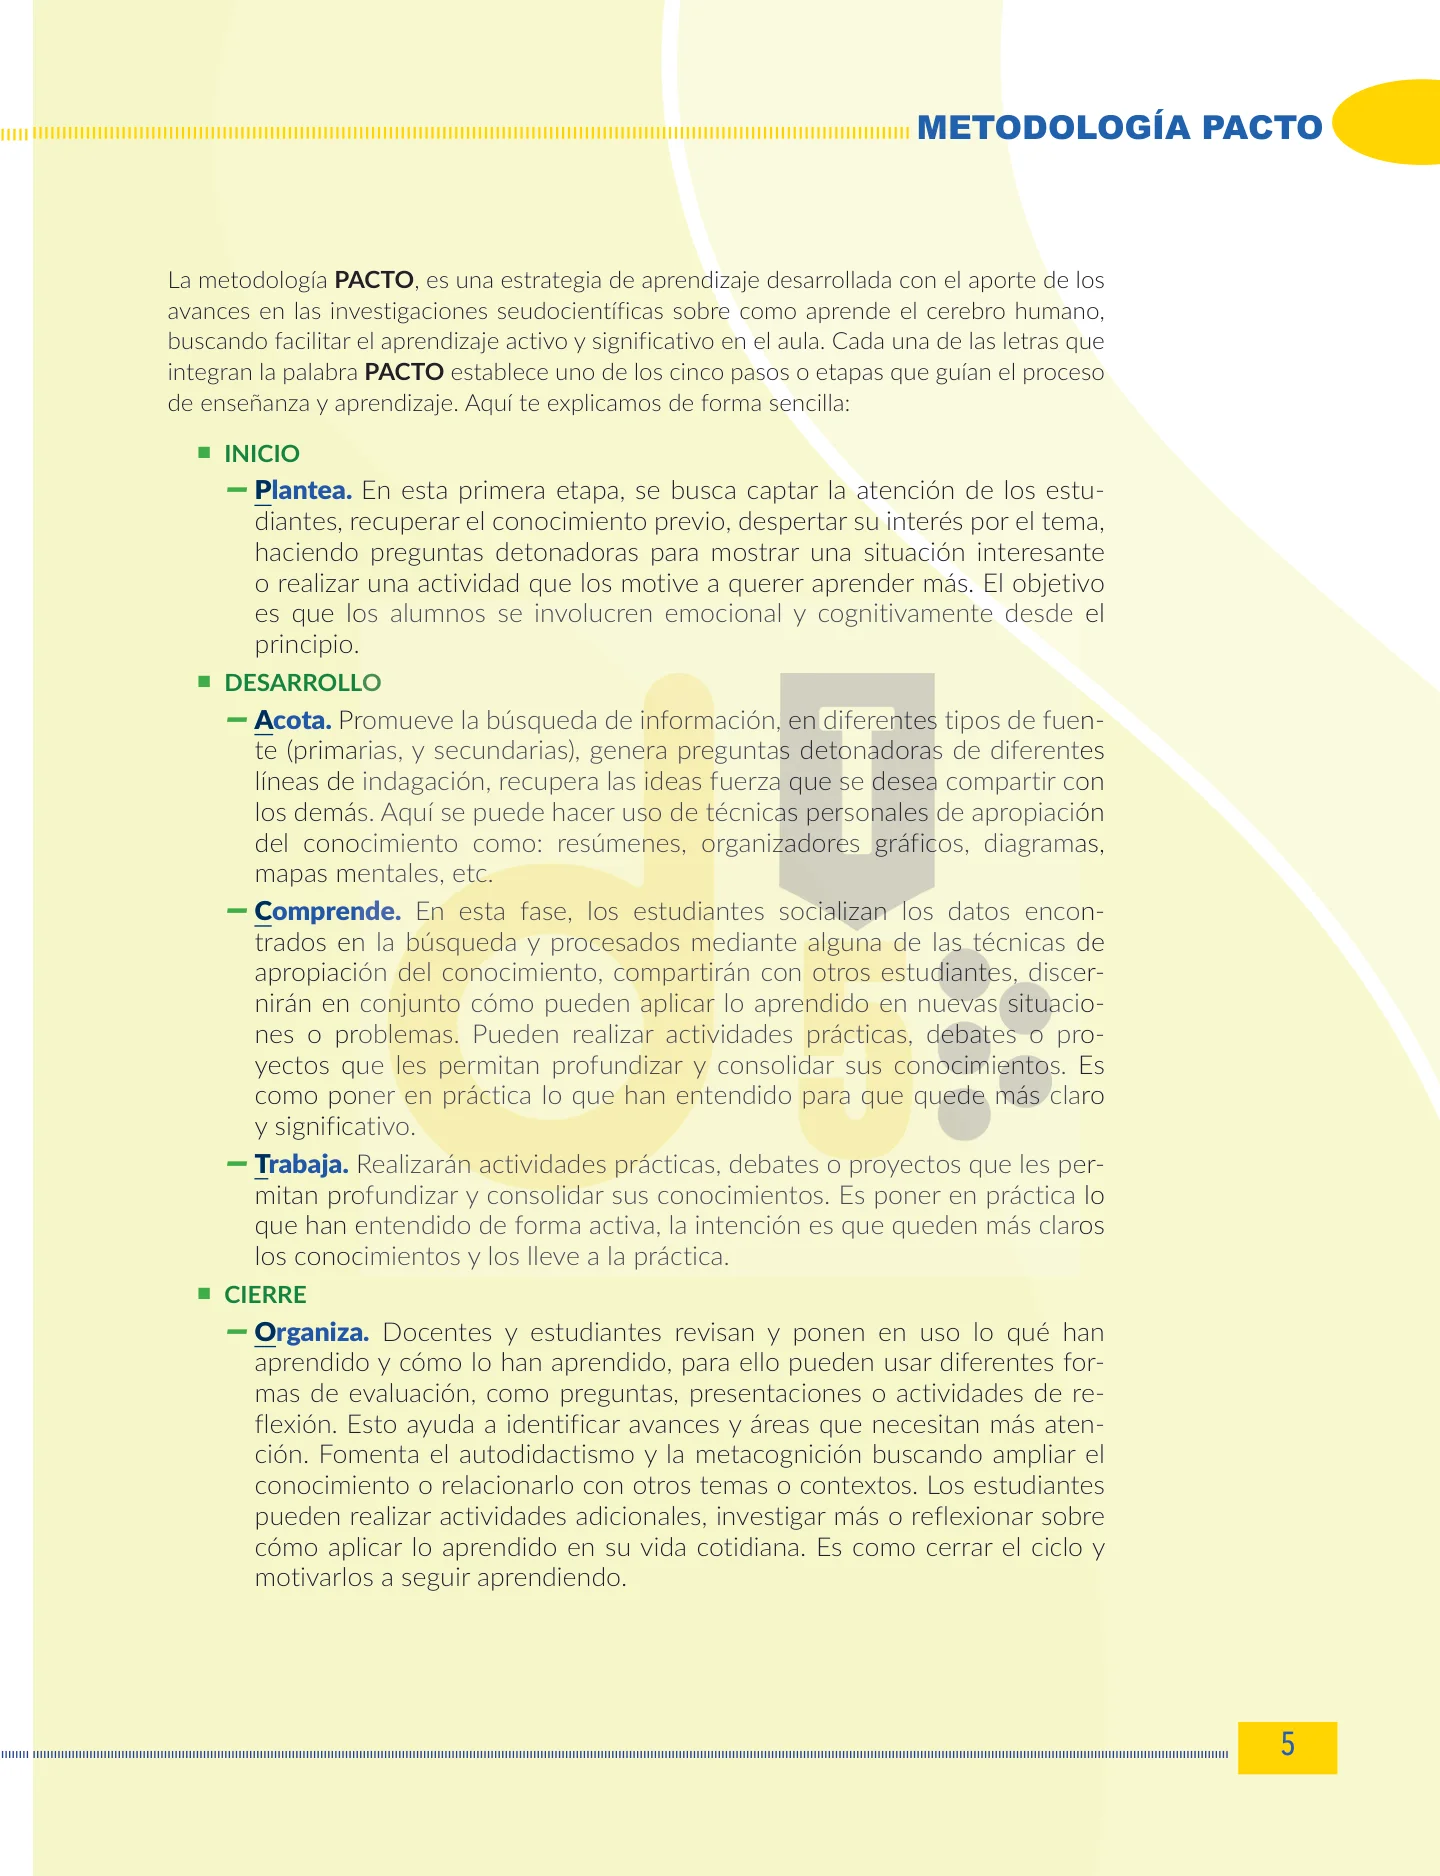 METODOLOGÍA PACTO
La metodología PACTO, es una estrategia de aprendizaje desarrollada con el aporte de los
avances en las investigaciones seudocientíficas sobre como aprende el cerebro humano,
buscando facilitar el aprendizaje activo y significativo en el aula. Cada una de las letras que
integran la palabra PACTO establece uno de los cinco pasos o etapas que guían el proceso
de enseñanza y aprendizaje. Aquí te explicamos de forma sencilla:
■ INICIO
– Plantea. En esta primera etapa, se busca captar la atención de los estu-
diantes, recuperar el conocimiento previo, despertar su interés por el tema,
haciendo preguntas detonadoras para mostrar una situación interesante
o realizar una actividad que los motive a querer aprender más. El objetivo
es que los alumnos se involucren emocional y cognitivamente desde el
principio.
■ DESARROLLO
– Acota. Promueve la búsqueda de información, en diferentes tipos de fuen-
te (primarias, y secundarias), genera preguntas detonadoras de diferentes
líneas de indagación, recupera las ideas fuerza que se desea compartir con
los demás. Aquí se puede hacer uso de técnicas personales de apropiación
del conocimiento como: resúmenes, organizadores gráficos, diagramas,
mapas mentales, etc.
– Comprende. En esta fase, los estudiantes socializan los datos encon-
trados en la búsqueda y procesados mediante alguna de las técnicas de
apropiación del conocimiento, compartirán con otros estudiantes, discer-
nirán en conjunto cómo pueden aplicar lo aprendido en nuevas situacio-
nes o problemas. Pueden realizar actividades prácticas, debates o pro-
yectos que les permitan profundizar y consolidar sus conocimientos. Es
como poner en práctica lo que han entendido para que quede más claro
y significativo.
– Trabaja. Realizarán actividades prácticas, debates o proyectos que les per-
mitan profundizar y consolidar sus conocimientos. Es poner en práctica lo
que han entendido de forma activa, la intención es que queden más claros
los conocimientos y los lleve a la práctica.
■ CIERRE
– Organiza. Docentes y estudiantes revisan y ponen en uso lo qué han
aprendido y cómo lo han aprendido, para ello pueden usar diferentes for-
mas de evaluación, como preguntas, presentaciones o actividades de re-
flexión. Esto ayuda a identificar avances y áreas que necesitan más aten-
ción. Fomenta el autodidactismo y la metacognición buscando ampliar el
conocimiento o relacionarlo con otros temas o contextos. Los estudiantes
pueden realizar actividades adicionales, investigar más o reflexionar sobre
cómo aplicar lo aprendido en su vida cotidiana. Es como cerrar el ciclo y
motivarlos a seguir aprendiendo.
d T 5
5